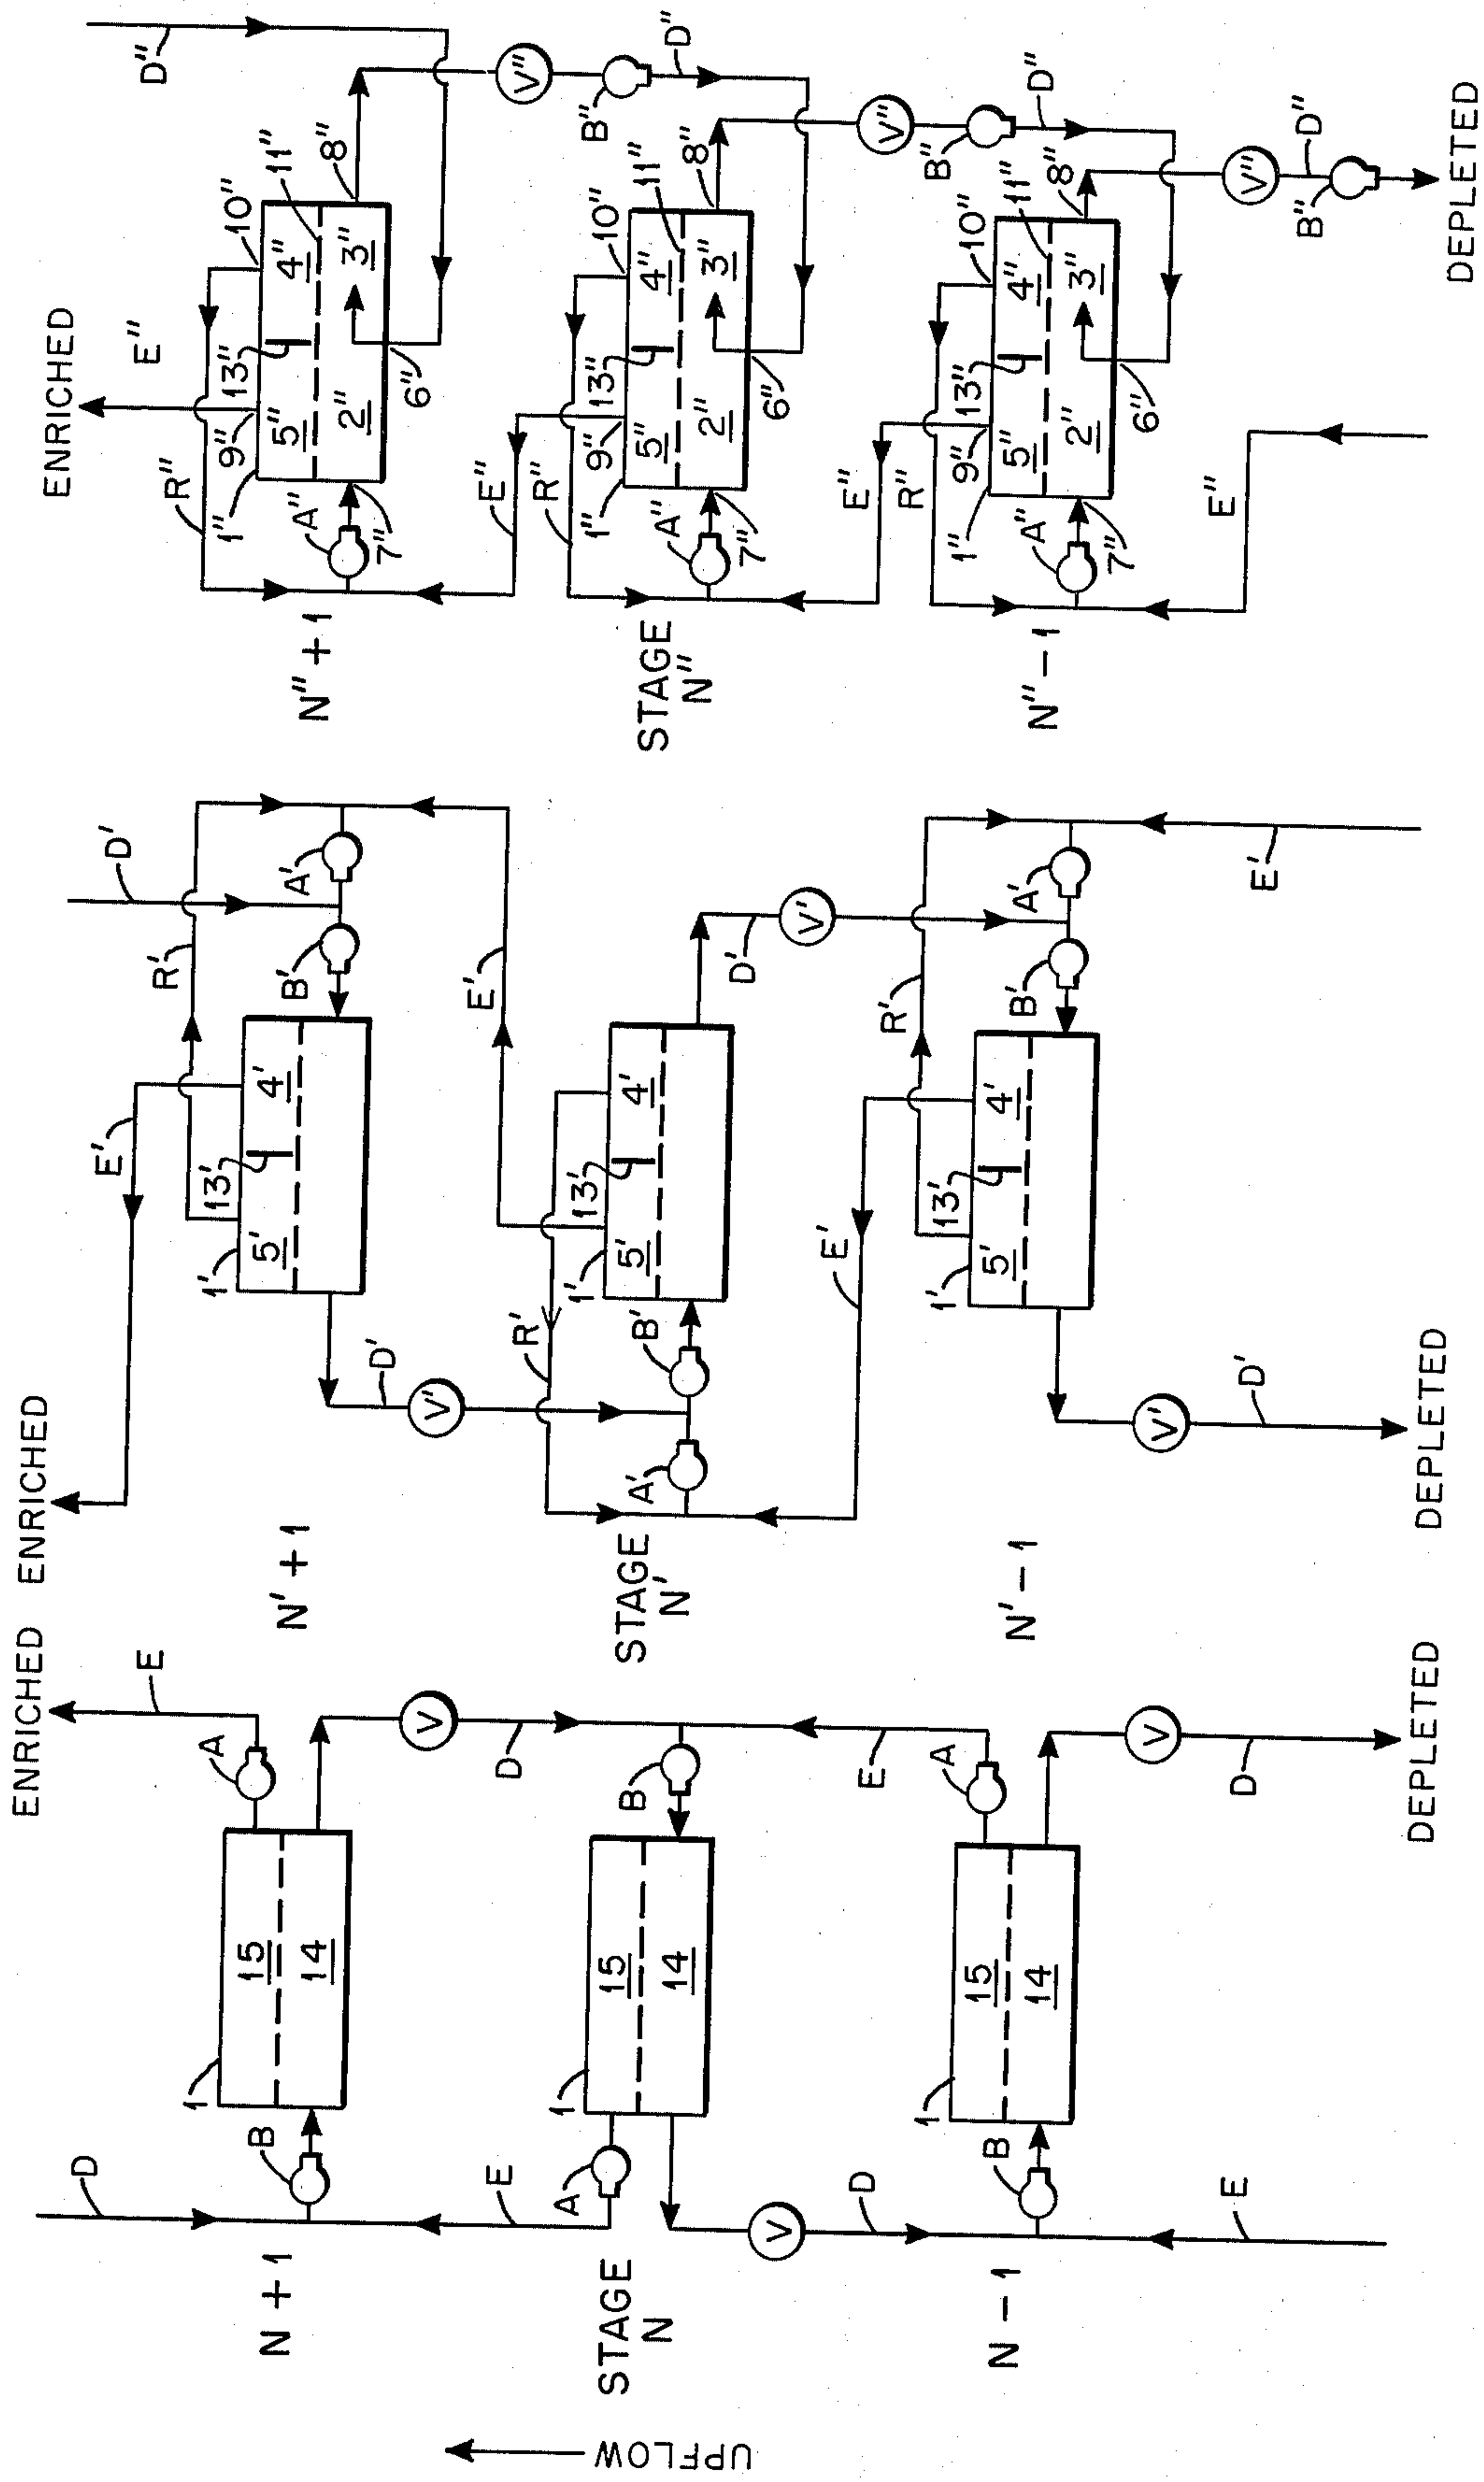 UPFLOW
ENRICHED
D
E
A
1
N + 1
B
15
14
V
E
D
STAGE
N
A
1
15
14
B
V
D
E
A
1
N − 1
B
15
14
V
E
D
DEPLETED
ENRICHED
E'
D'
R'
1'
13'
A'
N' + 1
5'
4'
B'
D'
V'
E'
R'
STAGE
N'
1'
13'
A'
B'
5'
4'
D'
V'
E'
R'
1'
13'
A'
N' − 1
5'
4'
B'
V'
D'
E'
DEPLETED
ENRICHED
E"
D"
R"
9"
13"
10"
1"
11"
N" + 1
A"
5"
4"
8"
7"
2"
3"
6"
V"
B"
D"
E"
R"
9"
13"
10"
1"
11"
STAGE
N"
A"
5"
4"
8"
7"
2"
3"
6"
V"
B"
D"
E"
R"
9"
13"
10"
1"
11"
N" − 1
A"
5"
4"
8"
7"
2"
3"
6"
E"
V"
B"
D"
DEPLETED